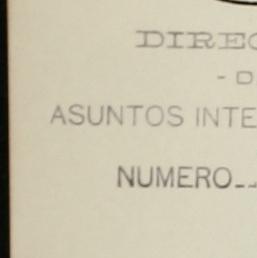 DIREC
- D
ASUNTOS INTE
NUMERO--